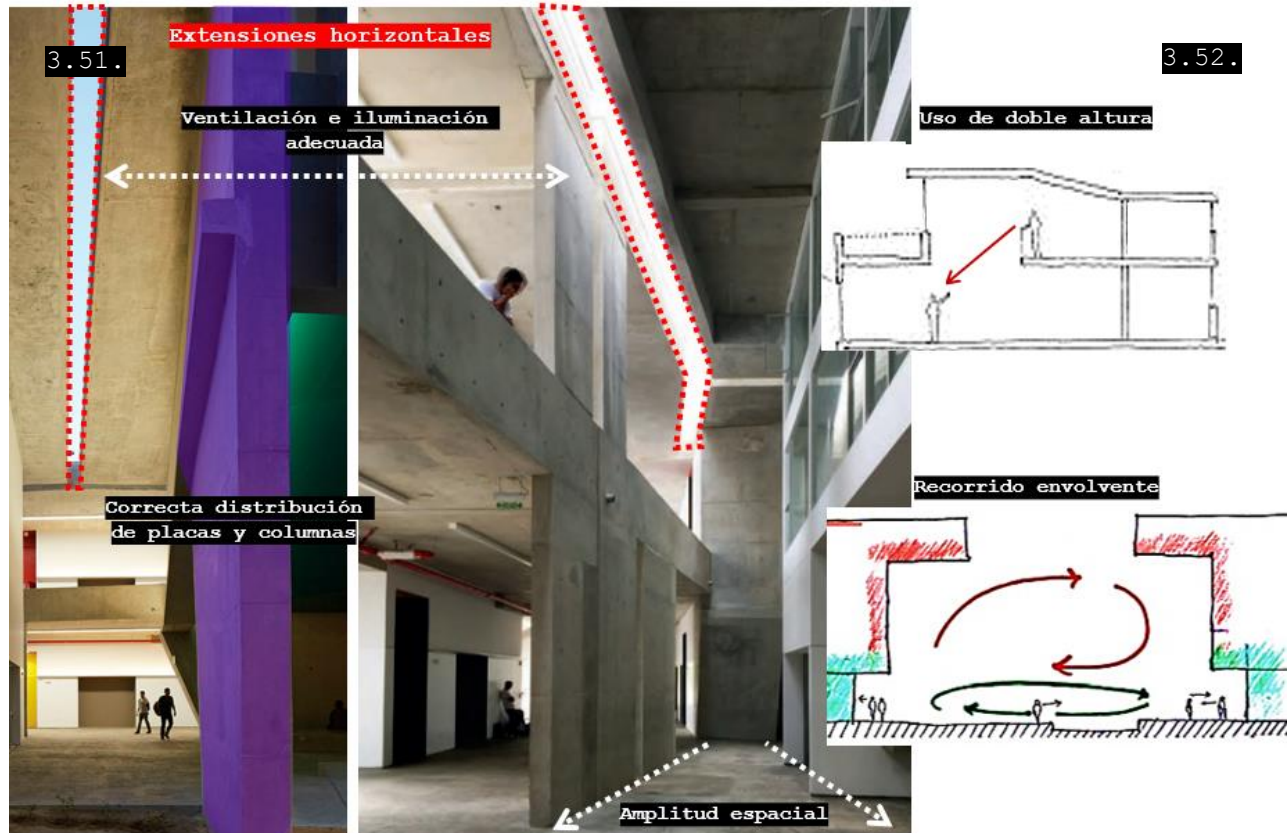 Extensiones horizontales
3.51.
3.52.
Ventilación e iluminación
adecuada
Uso de doble altura
Correcta distribución
de placas y columnas
Recorrido envolvente
Amplitud espacial